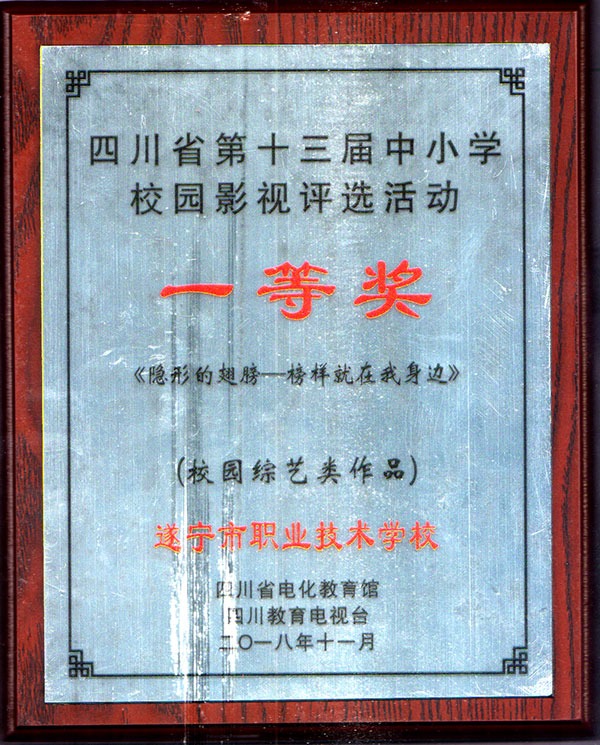 四川省第十三届中小学
校园影视评选活动
一等奖
《隐形的翅膀—榜样就在我身边》
(校园综艺类作品)
遂宁市职业技术学校
四川省电化教育馆
四川教育电视台
二〇一八年十一月